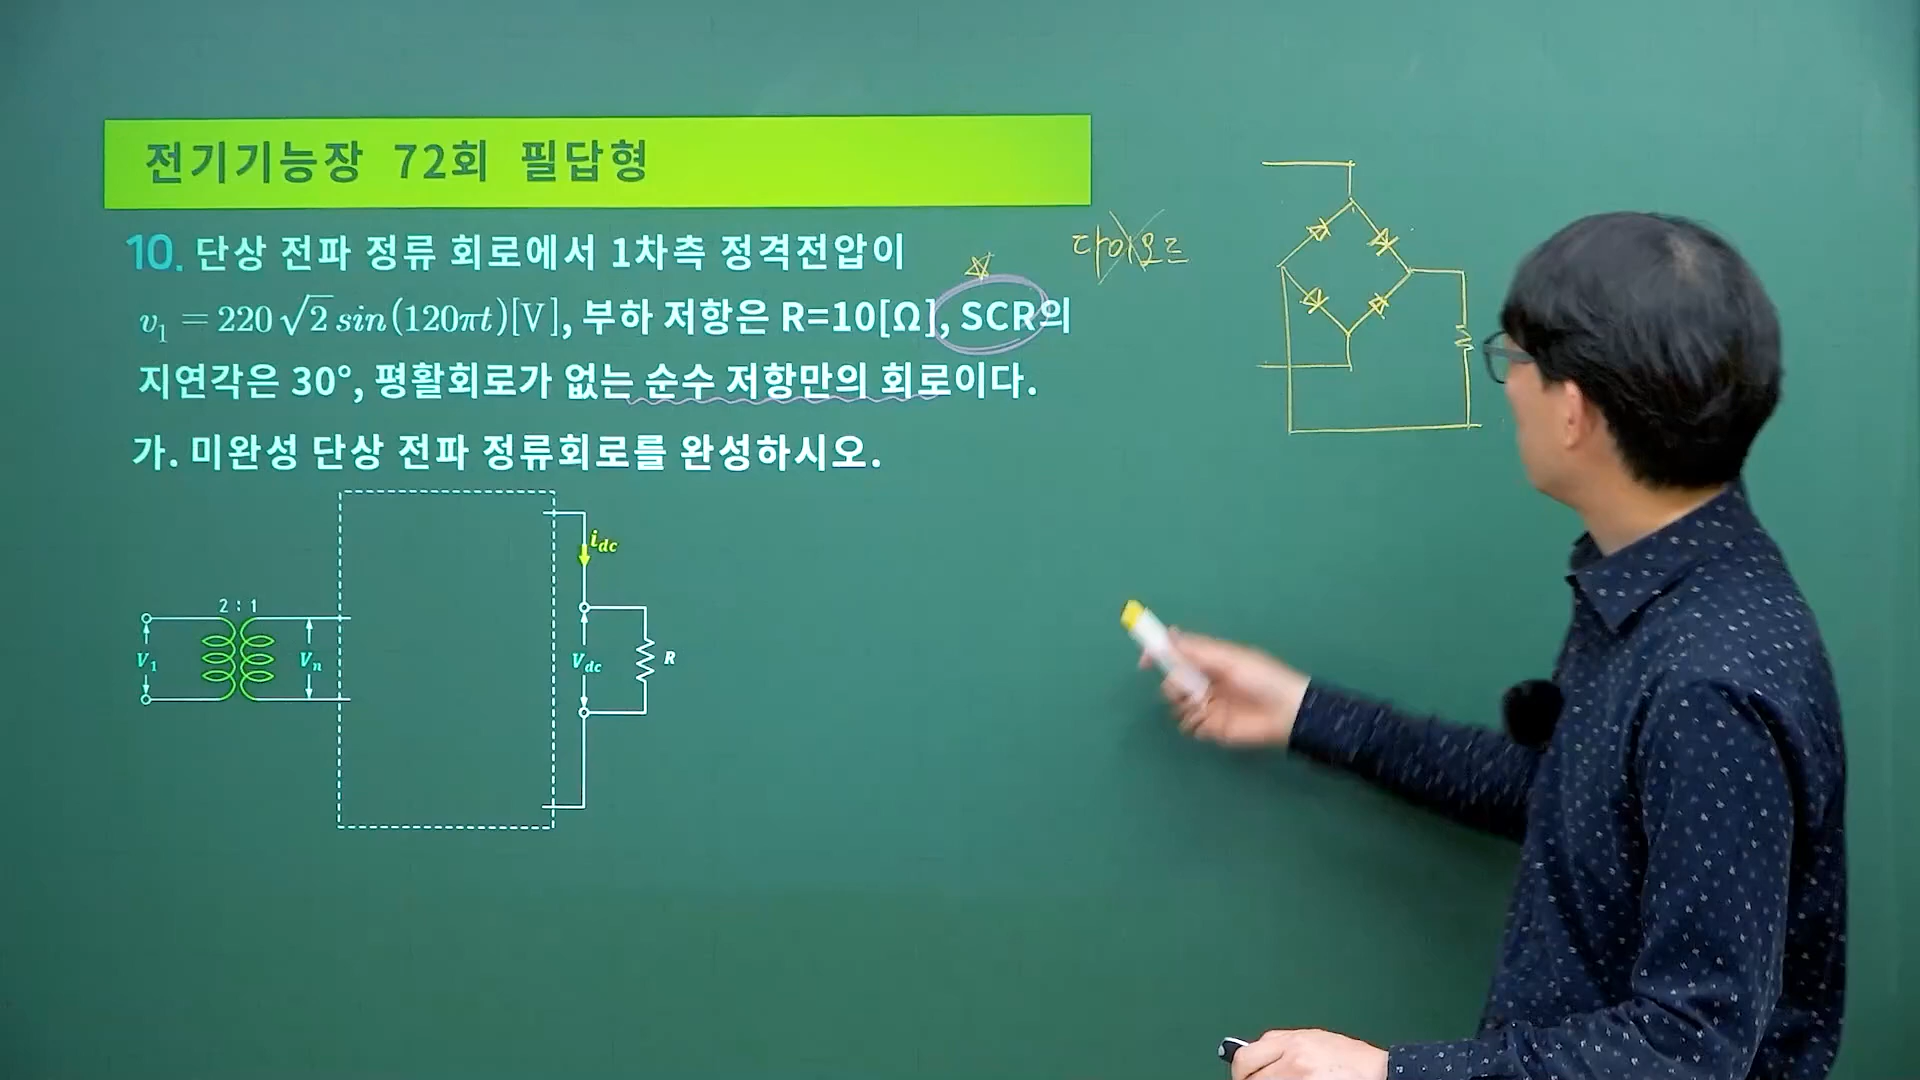 전기기능장 72회 필답형
10. 단상 전파 정류 회로에서 1차측 정격전압이
v₁ = 220√2 sin(120πt)[V], 부하 저항은 R=10[Ω], SCR의
지연각은 30°, 평활회로가 없는 순수 저항만의 회로이다.
가. 미완성 단상 전파 정류회로를 완성하시오.
다이오드
i_dc
2 : 1
V₁
Vₙ
V_dc
R